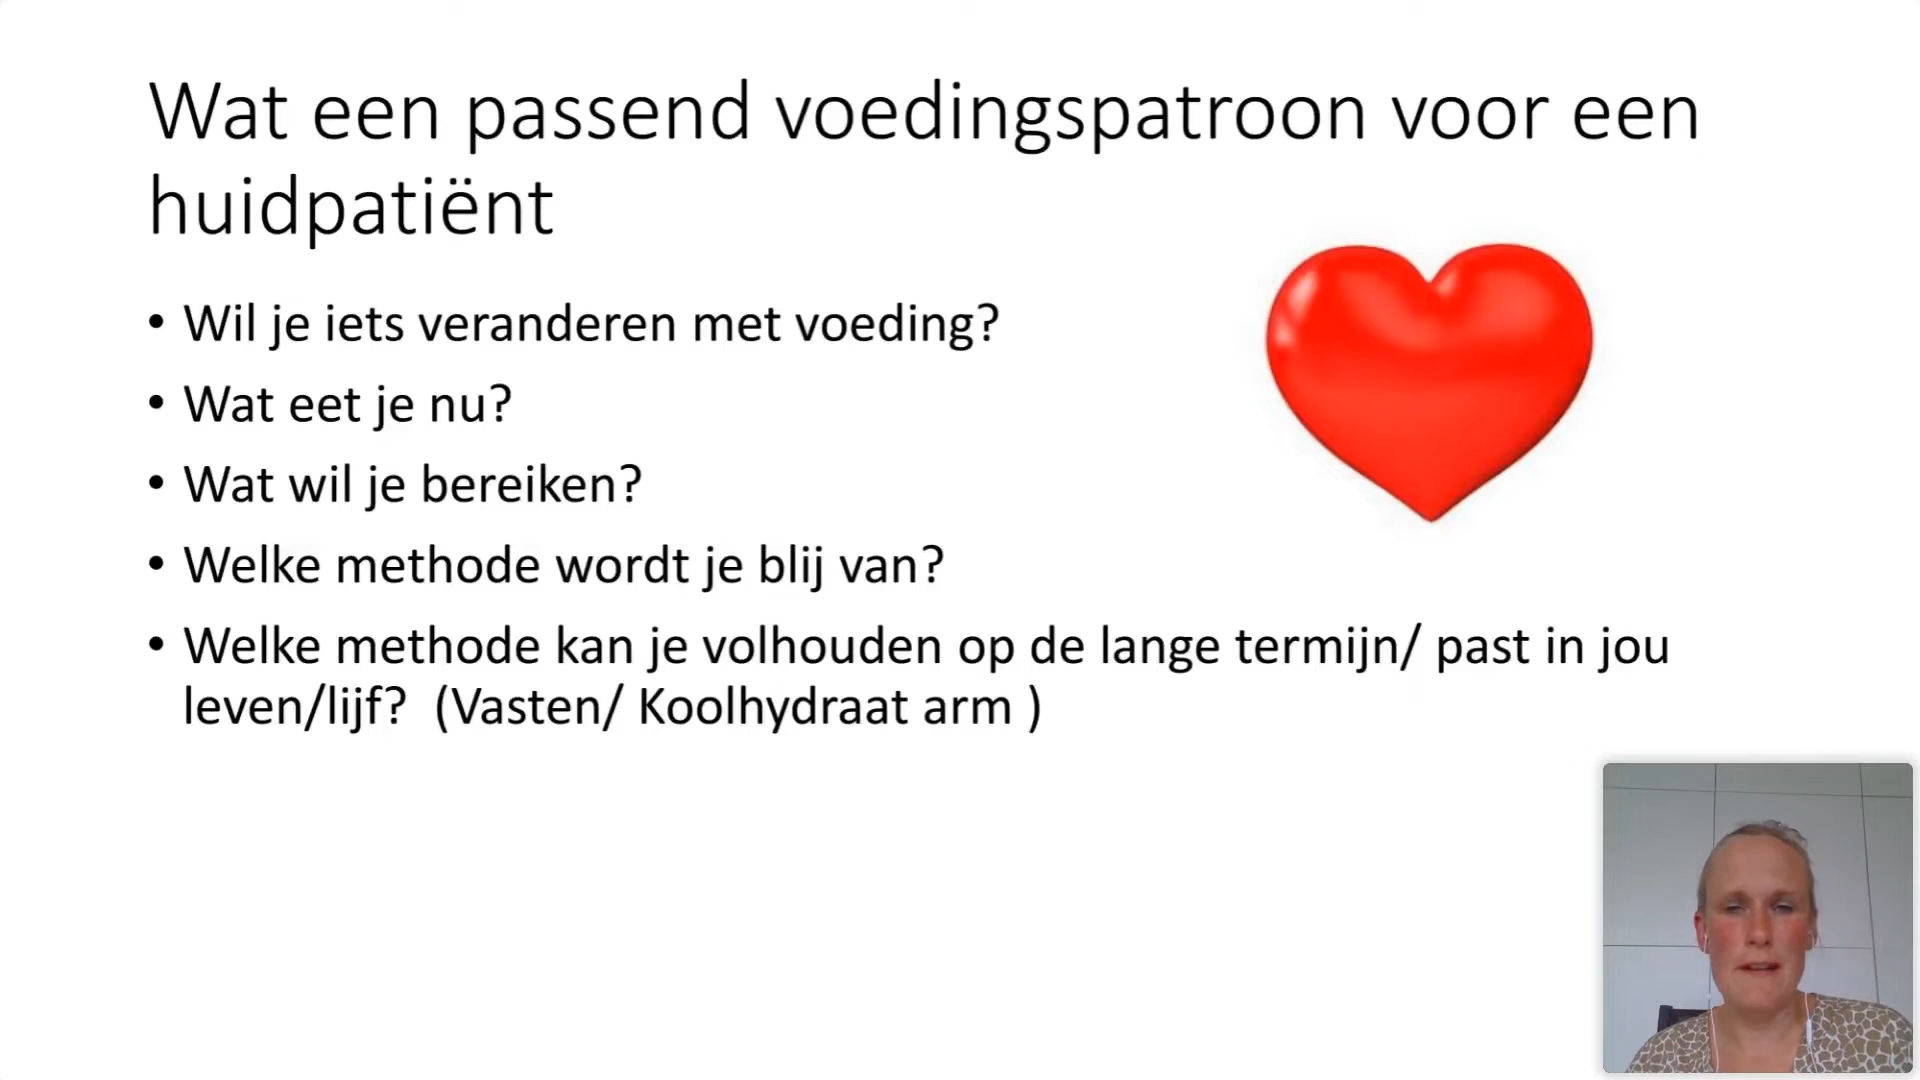 Wat een passend voedingspatroon voor een
huidpatiënt
• Wil je iets veranderen met voeding?
• Wat eet je nu?
• Wat wil je bereiken?
• Welke methode wordt je blij van?
• Welke methode kan je volhouden op de lange termijn/ past in jou
leven/lijf?  (Vasten/ Koolhydraat arm )